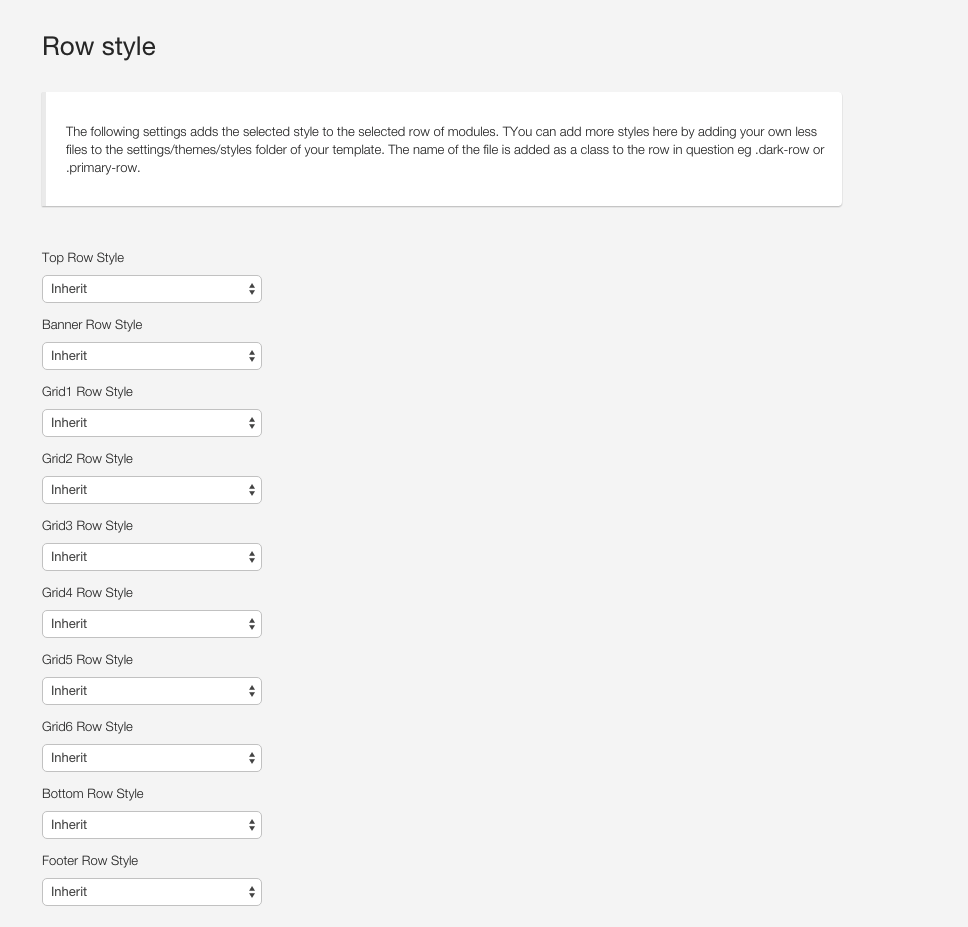 Row style
The following settings adds the selected style to the selected row of modules. TYou can add more styles here by adding your own less
files to the settings/themes/styles folder of your template. The name of the file is added as a class to the row in question eg .dark-row or
.primary-row.
Top Row Style
Inherit
Banner Row Style
Inherit
Grid1 Row Style
Inherit
Grid2 Row Style
Inherit
Grid3 Row Style
Inherit
Grid4 Row Style
Inherit
Grid5 Row Style
Inherit
Grid6 Row Style
Inherit
Bottom Row Style
Inherit
Footer Row Style
Inherit